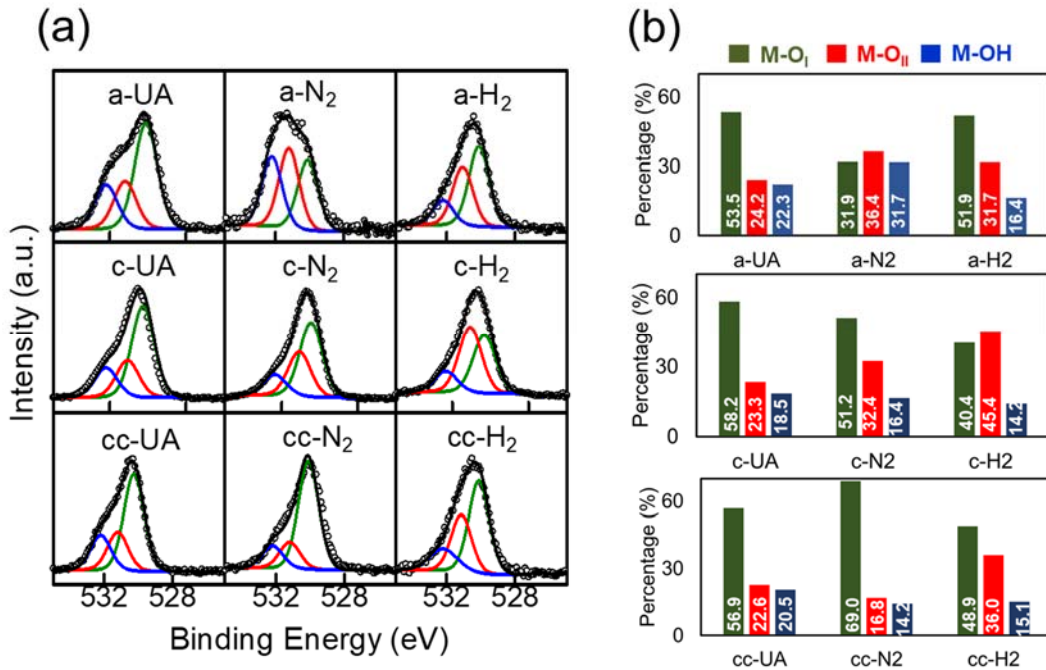 (a)
a-UA a-N₂ a-H₂
c-UA c-N₂ c-H₂
cc-UA cc-N₂ cc-H₂
Intensity (a.u.)
532 528 532 528 532 528
Binding Energy (eV)
(b)
M-O_I M-O_II M-OH
Percentage (%)
60
30
0
53.5 24.2 22.3 31.9 36.4 31.7 51.9 31.7 16.4
a-UA a-N2 a-H2
Percentage (%)
60
30
0
58.2 23.3 18.5 51.2 32.4 16.4 40.4 45.4 14.2
c-UA c-N2 c-H2
Percentage (%)
60
30
0
56.9 22.6 20.5 69.0 16.8 14.2 48.9 36.0 15.1
cc-UA cc-N2 cc-H2